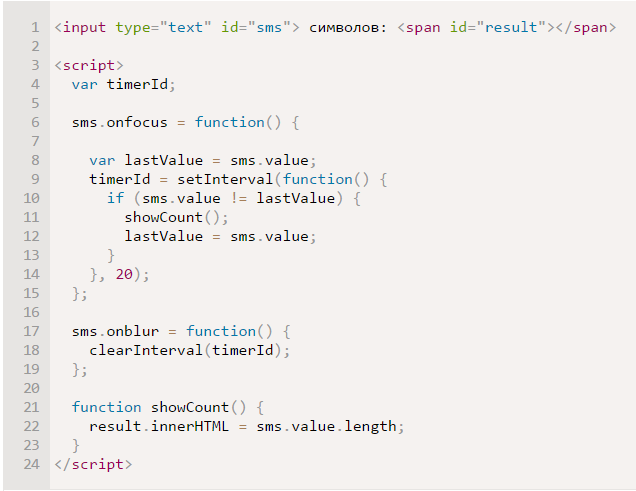 1 <input type="text" id="sms"> символов: <span id="result"></span>
2
3 <script>
4   var timerId;
5
6   sms.onfocus = function() {
7
8     var lastValue = sms.value;
9     timerId = setInterval(function() {
10       if (sms.value != lastValue) {
11         showCount();
12         lastValue = sms.value;
13       }
14     }, 20);
15   };
16
17   sms.onblur = function() {
18     clearInterval(timerId);
19   };
20
21   function showCount() {
22     result.innerHTML = sms.value.length;
23   }
24 </script>